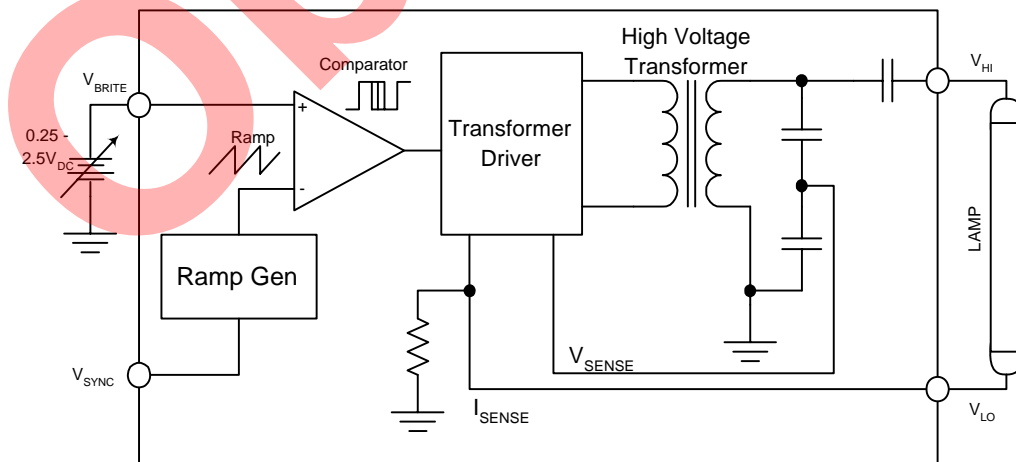 High Voltage
Transformer
V_BRITE
Comparator
V_HI
+
0.25 -
2.5V_DC
Ramp
Transformer
Driver
-
LAMP
Ramp Gen
V_SENSE
V_SYNC
I_SENSE
V_LO